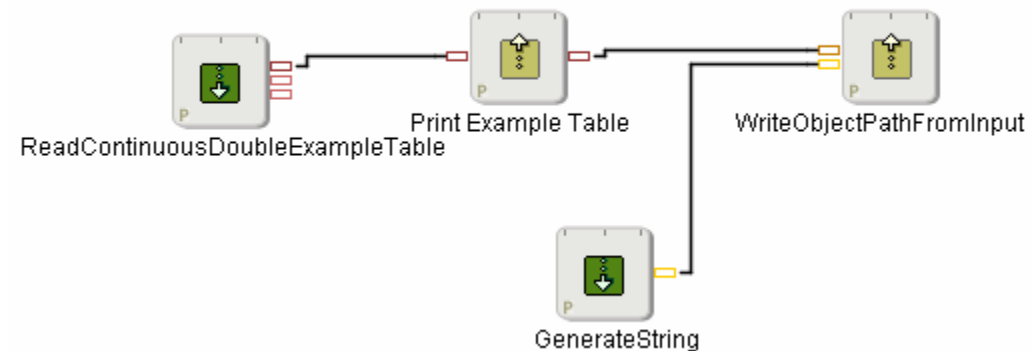 P
ReadContinuousDoubleExampleTable
P
Print Example Table
P
WriteObjectPathFromInput
P
GenerateString